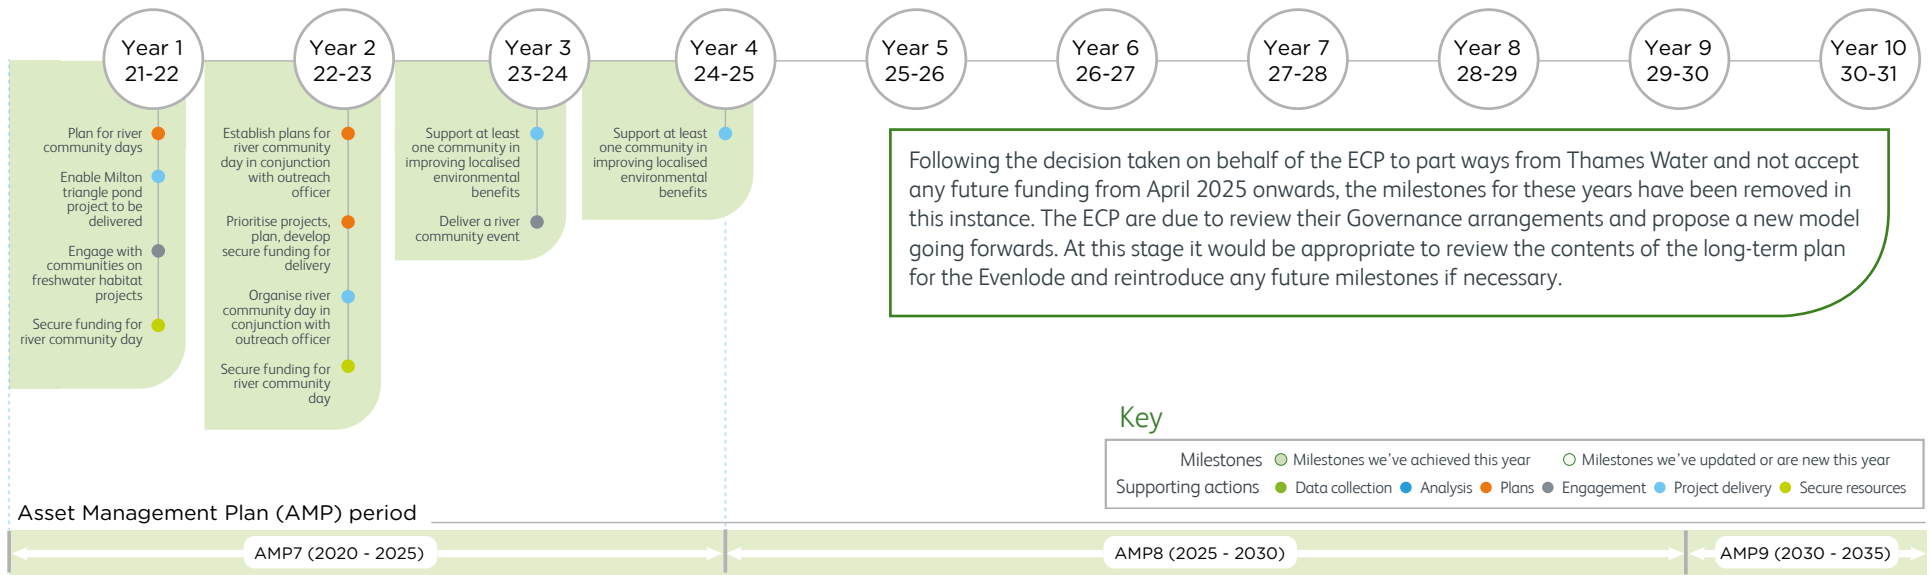 Year 1
21-22
Year 2
22-23
Year 3
23-24
Year 4
24-25
Year 5
25-26
Year 6
26-27
Year 7
27-28
Year 8
28-29
Year 9
29-30
Year 10
30-31
Plan for river
community days
Enable Milton
triangle pond
project to be
delivered
Engage with
communities on
freshwater habitat
projects
Secure funding for
river community day
Establish plans for
river community
day in conjunction
with outreach
officer
Prioritise projects,
plan, develop
secure funding for
delivery
Organise river
community day in
conjunction with
outreach officer
Secure funding for
river community
day
Support at least
one community in
improving localised
environmental
benefits
Deliver a river
community event
Support at least
one community in
improving localised
environmental
benefits
Following the decision taken on behalf of the ECP to part ways from Thames Water and not accept
any future funding from April 2025 onwards, the milestones for these years have been removed in
this instance. The ECP are due to review their Governance arrangements and propose a new model
going forwards. At this stage it would be appropriate to review the contents of the long-term plan
for the Evenlode and reintroduce any future milestones if necessary.
Key
Milestones Milestones we've achieved this year Milestones we've updated or are new this year
Supporting actions Data collection Analysis Plans Engagement Project delivery Secure resources
Asset Management Plan (AMP) period
AMP7 (2020 - 2025)
AMP8 (2025 - 2030)
AMP9 (2030 - 2035)